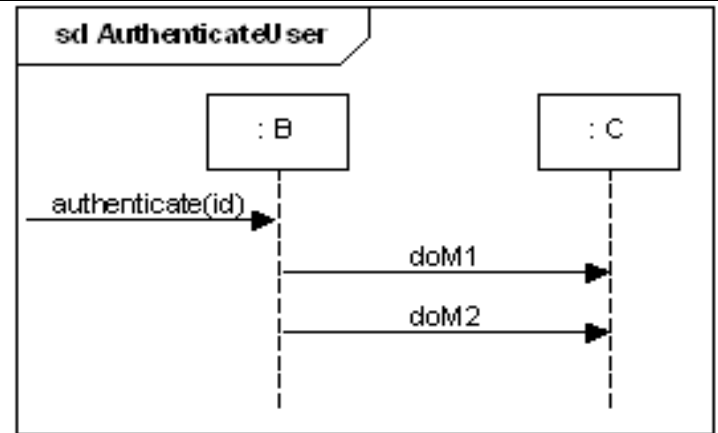 sd AuthenticateUser
: B
: C
authenticate(id)
doM1
doM2